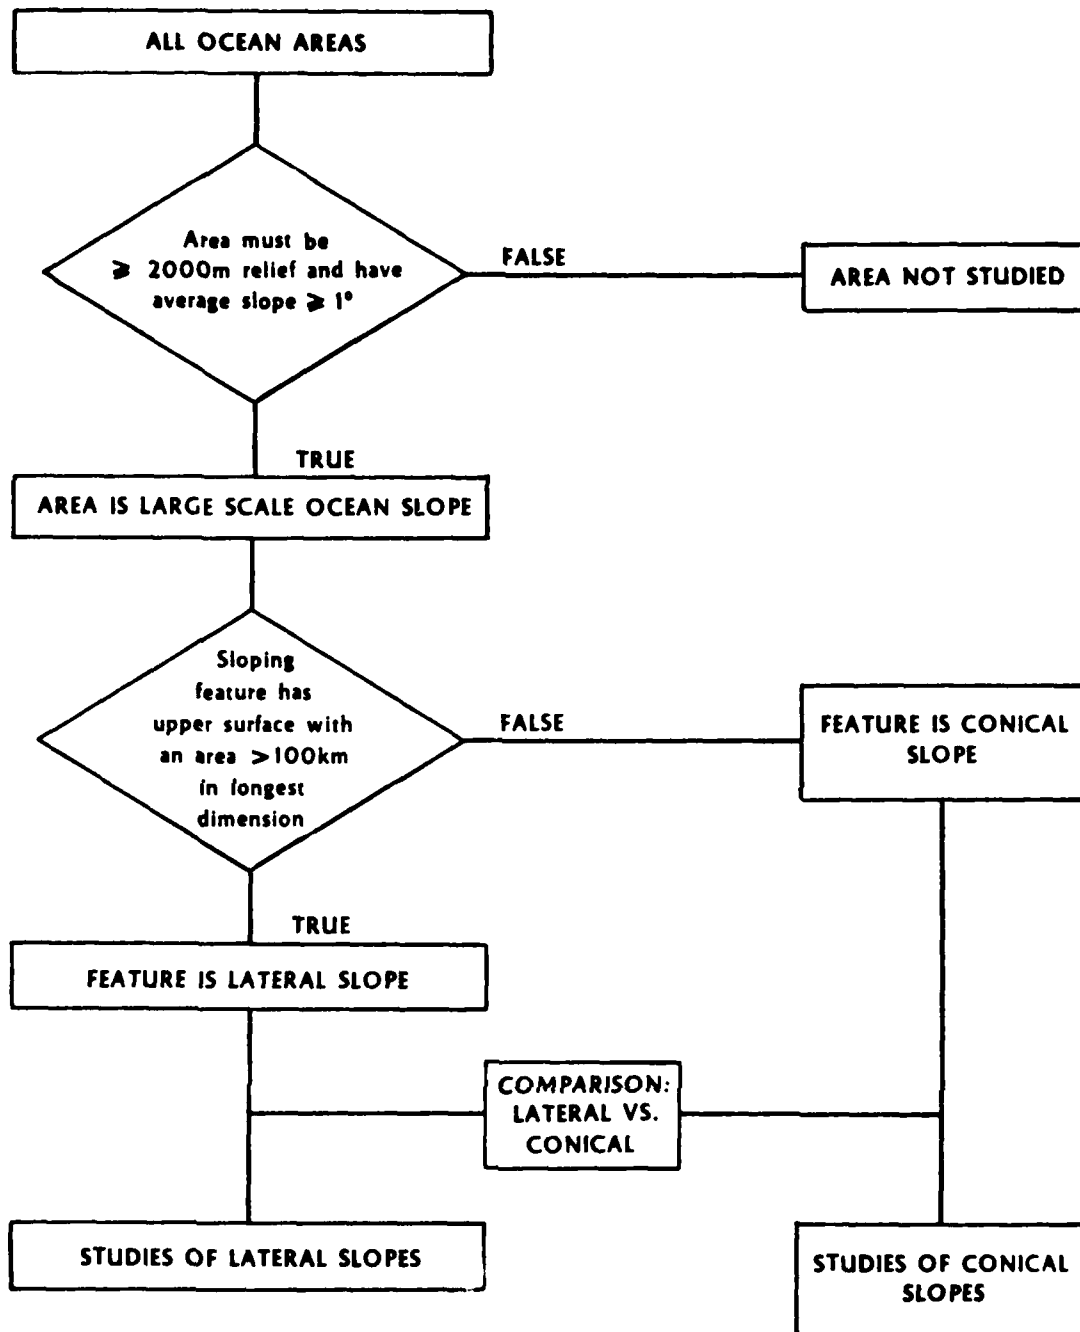 ALL OCEAN AREAS
Area must be
≥ 2000m relief and have
average slope ≥ 1°
FALSE
AREA NOT STUDIED
TRUE
AREA IS LARGE SCALE OCEAN SLOPE
Sloping
feature has
upper surface with
an area >100km
in longest
dimension
FALSE
FEATURE IS CONICAL
SLOPE
TRUE
FEATURE IS LATERAL SLOPE
COMPARISON:
LATERAL VS.
CONICAL
STUDIES OF LATERAL SLOPES
STUDIES OF CONICAL
SLOPES